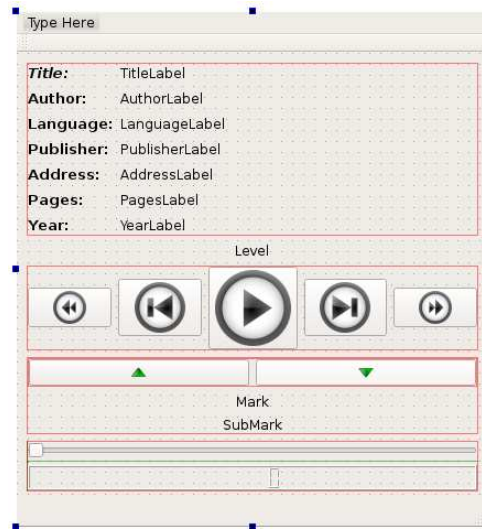 Type Here
Title: TitleLabel
Author: AuthorLabel
Language: LanguageLabel
Publisher: PublisherLabel
Address: AddressLabel
Pages: PagesLabel
Year: YearLabel
Level
Mark
SubMark